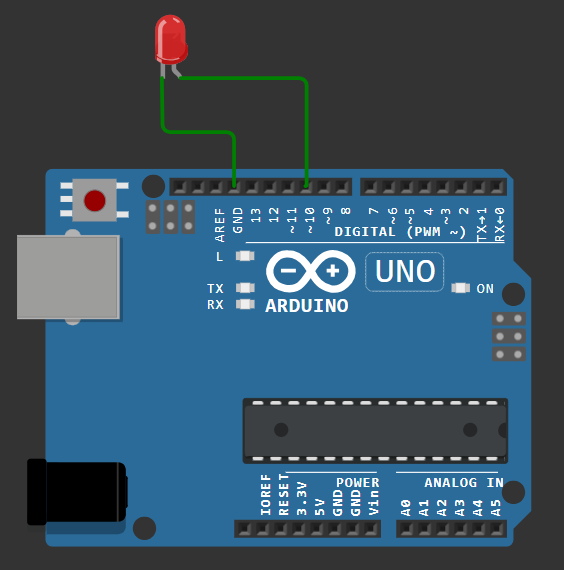 AREF GND 13 12 ~11 ~10 ~9 8 7 ~6 ~5 4 ~3 2 TX→1 RX←0
DIGITAL (PWM ~)
L
UNO
TX
ON
RX
ARDUINO
POWER
ANALOG IN
IOREF RESET 3.3V 5V GND GND Vin A0 A1 A2 A3 A4 A5